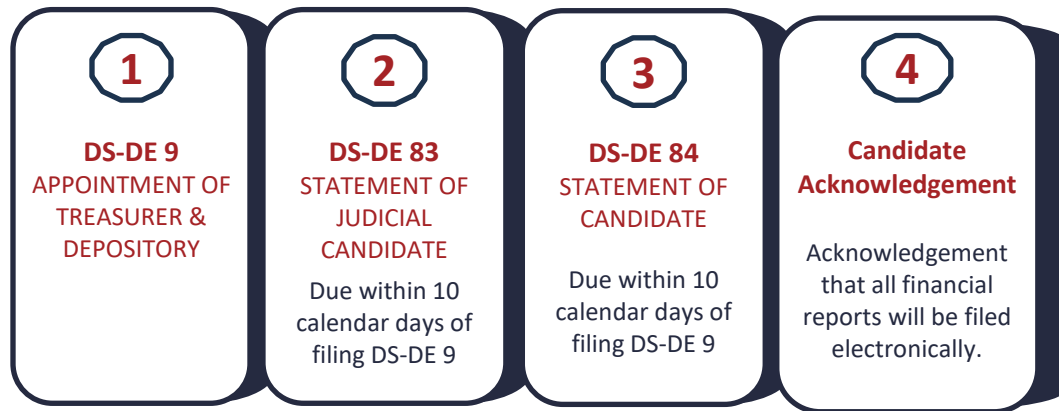 1
DS-DE 9
APPOINTMENT OF
TREASURER &
DEPOSITORY
2
DS-DE 83
STATEMENT OF
JUDICIAL
CANDIDATE
Due within 10
calendar days of
filing DS-DE 9
3
DS-DE 84
STATEMENT OF
CANDIDATE
Due within 10
calendar days of
filing DS-DE 9
4
Candidate
Acknowledgement
Acknowledgement
that all financial
reports will be filed
electronically.